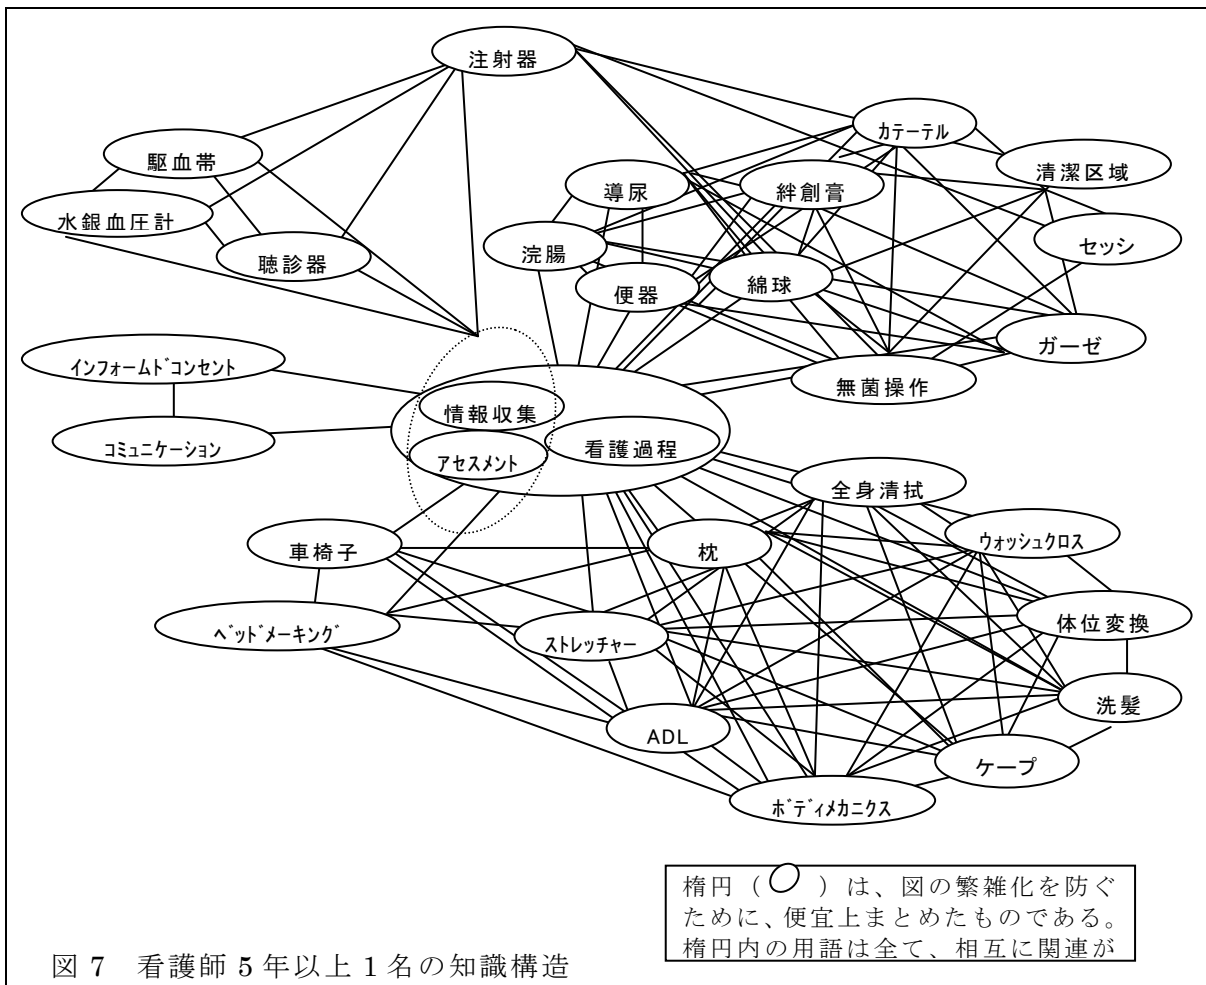 注射器
カテーテル
駆血帯
清潔区域
導尿
絆創膏
水銀血圧計
セッシ
浣腸
聴診器
便器
綿球
ガーゼ
インフォームドコンセント
無菌操作
情報収集
コミュニケーション
看護過程
アセスメント
全身清拭
車椅子
枕
ウォッシュクロス
ベッドメーキング
ストレッチャー
体位変換
洗髪
ADL
ケープ
ボディメカニクス
楕円（ ）は、図の繁雑化を防ぐ
ために、便宜上まとめたものである。
楕円内の用語は全て、相互に関連が
図 7 看護師 5 年以上 1 名の知識構造